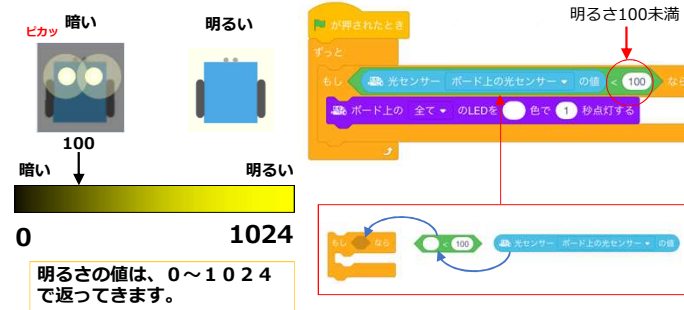 ピカッ
暗い
明るい
100
暗い
明るい
0
1024
明るさの値は、０～１０２４
で返ってきます。
明るさ100未満
が押されたとき
ずっと
もし 光センサー ボード上の光センサー の値 < 100 なら
ボード上の 全て のLEDを 色で 1 秒点灯する
もし なら
< 100
光センサー ボード上の光センサー の値